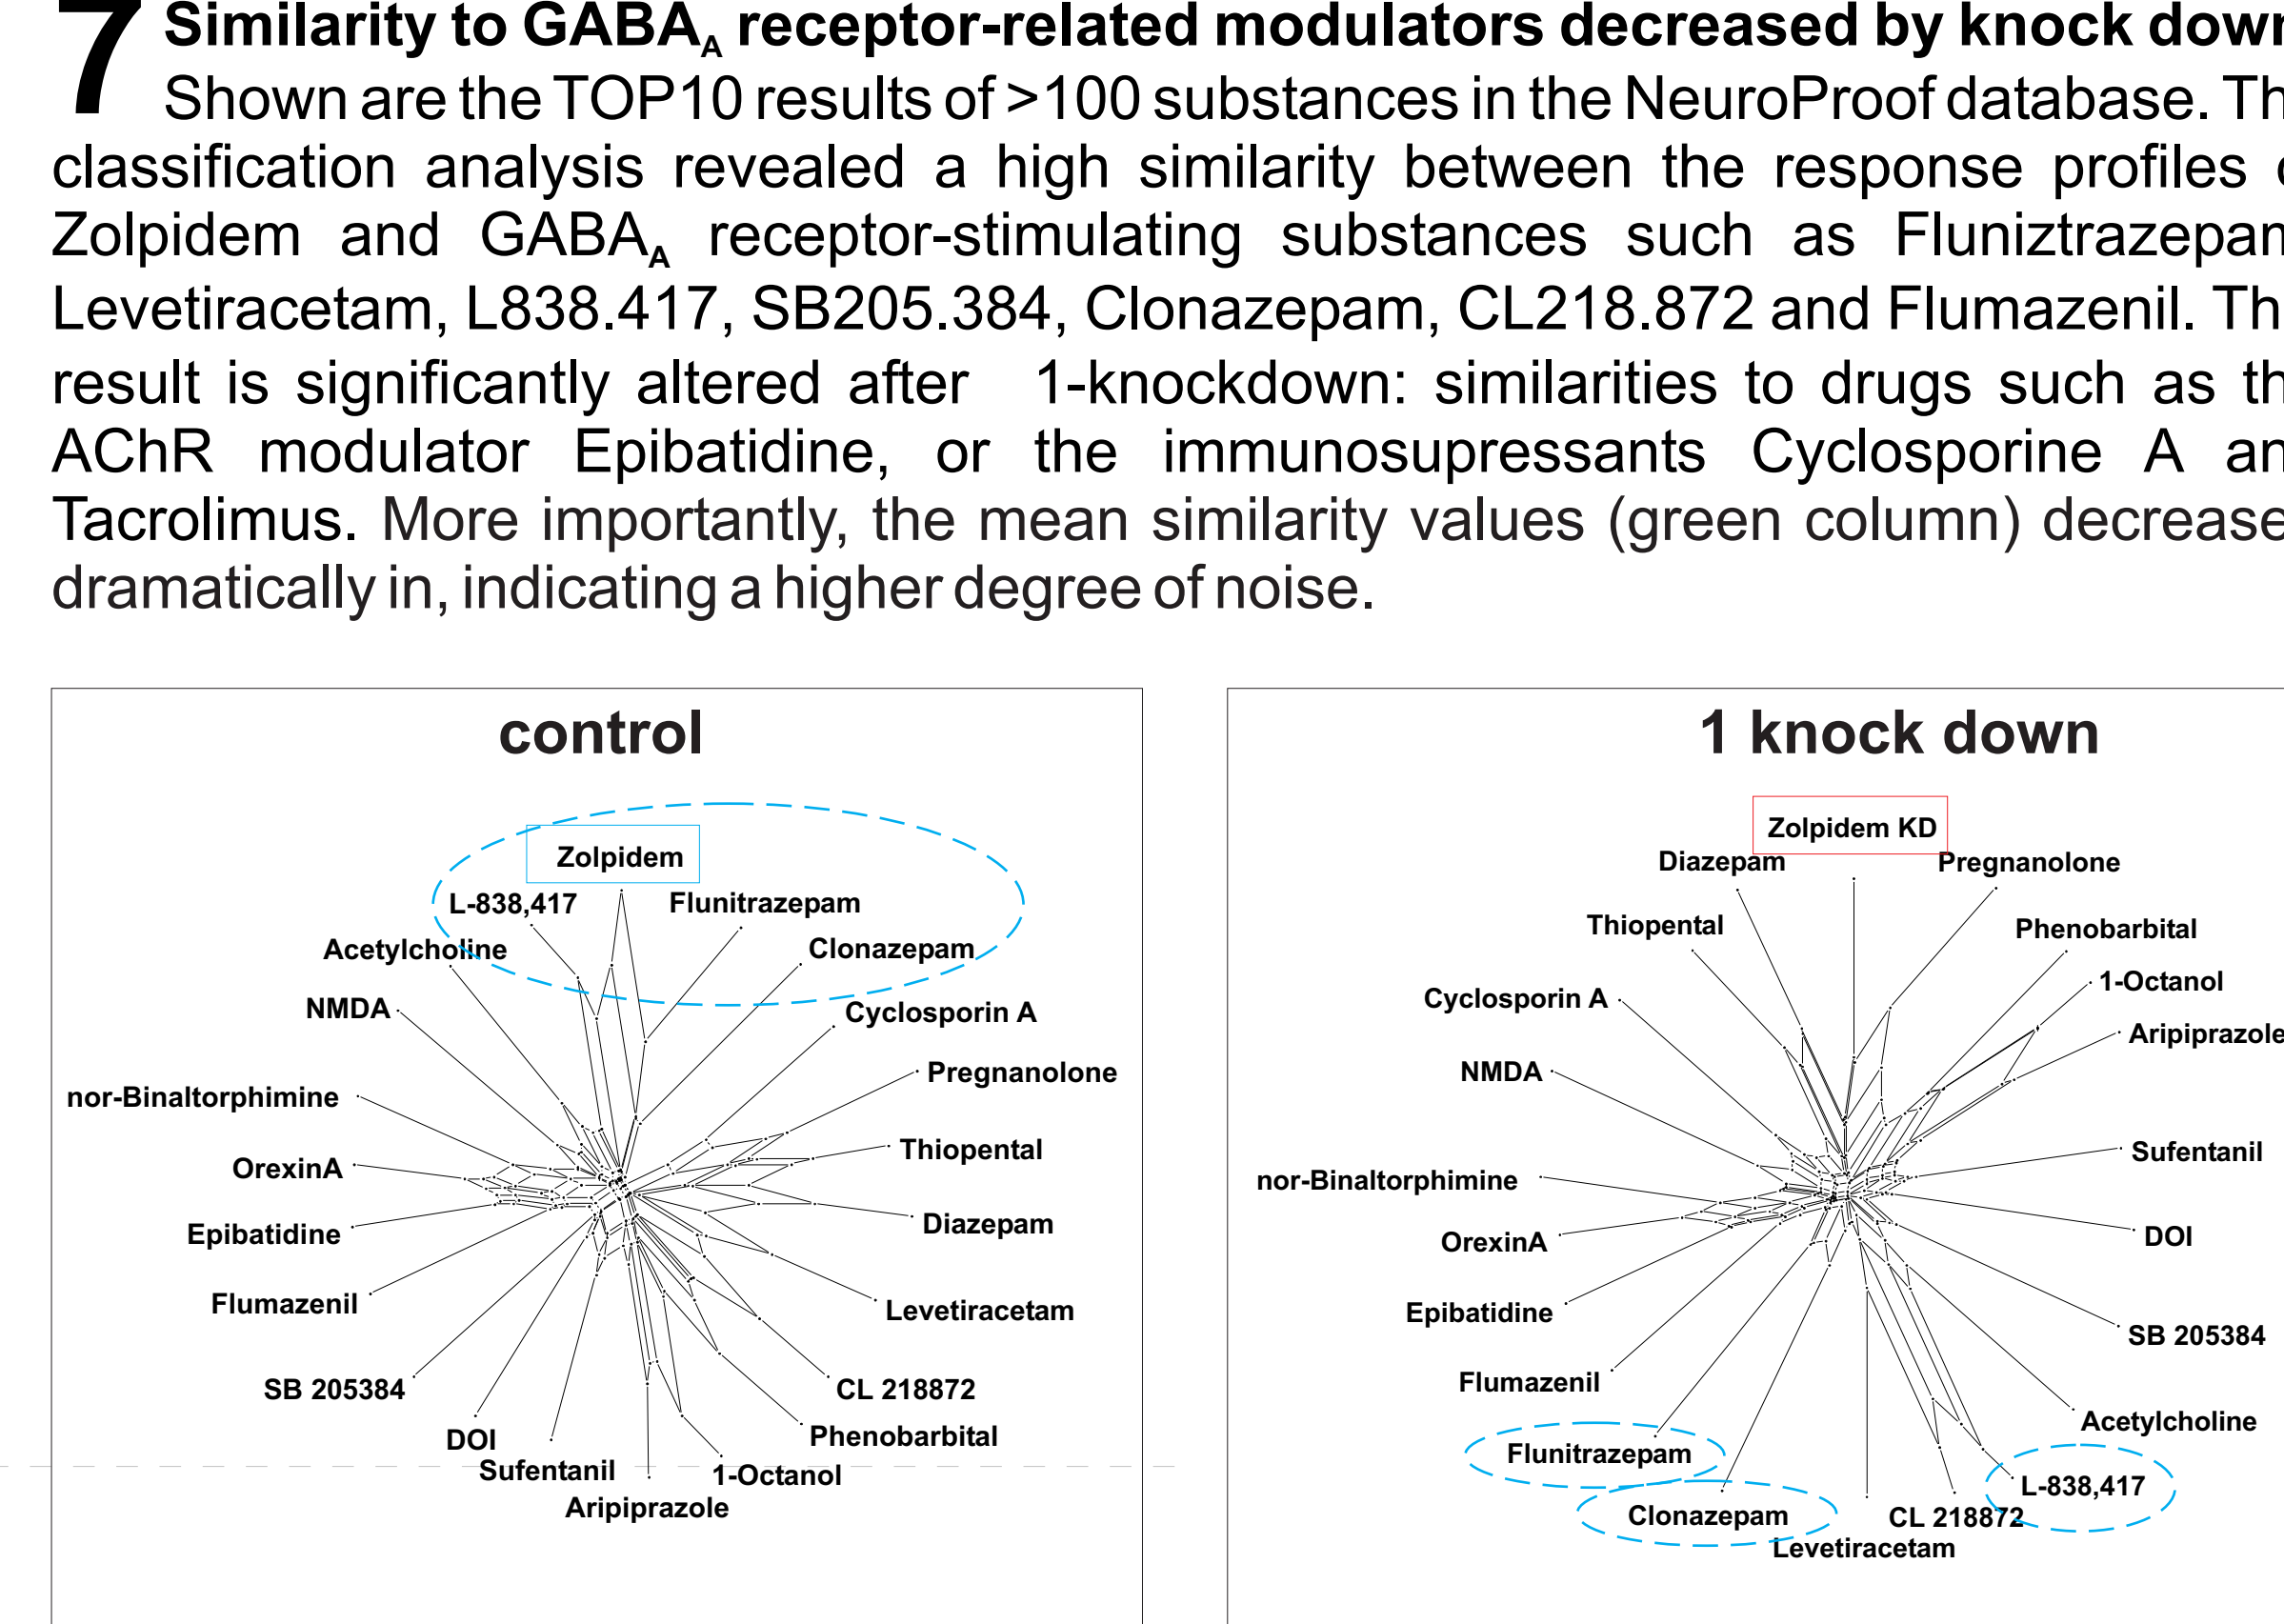 7 Similarity to GABAA receptor-related modulators decreased by knock down
Shown are the TOP10 results of >100 substances in the NeuroProof database. Th
classification analysis revealed a high similarity between the response profiles
Zolpidem and GABAA receptor-stimulating substances such as Fluniztrazepam
Levetiracetam, L838.417, SB205.384, Clonazepam, CL218.872 and Flumazenil. Th
result is significantly altered after 1-knockdown: similarities to drugs such as th
AChR modulator Epibatidine, or the immunosupressants Cyclosporine A an
Tacrolimus. More importantly, the mean similarity values (green column) decrease
dramatically in, indicating a higher degree of noise.
control
Zolpidem
L-838,417
Flunitrazepam
Acetylcholine
Clonazepam
NMDA
Cyclosporin A
Pregnanolone
nor-Binaltorphimine
Thiopental
OrexinA
Diazepam
Epibatidine
Flumazenil
Levetiracetam
SB 205384
CL 218872
DOI
Phenobarbital
Sufentanil
1-Octanol
Aripiprazole
1 knock down
Zolpidem KD
Diazepam
Pregnanolone
Thiopental
Phenobarbital
1-Octanol
Cyclosporin A
Aripiprazole
NMDA
Sufentanil
nor-Binaltorphimine
DOI
OrexinA
Epibatidine
SB 205384
Flumazenil
Acetylcholine
Flunitrazepam
L-838,417
Clonazepam
CL 218872
Levetiracetam